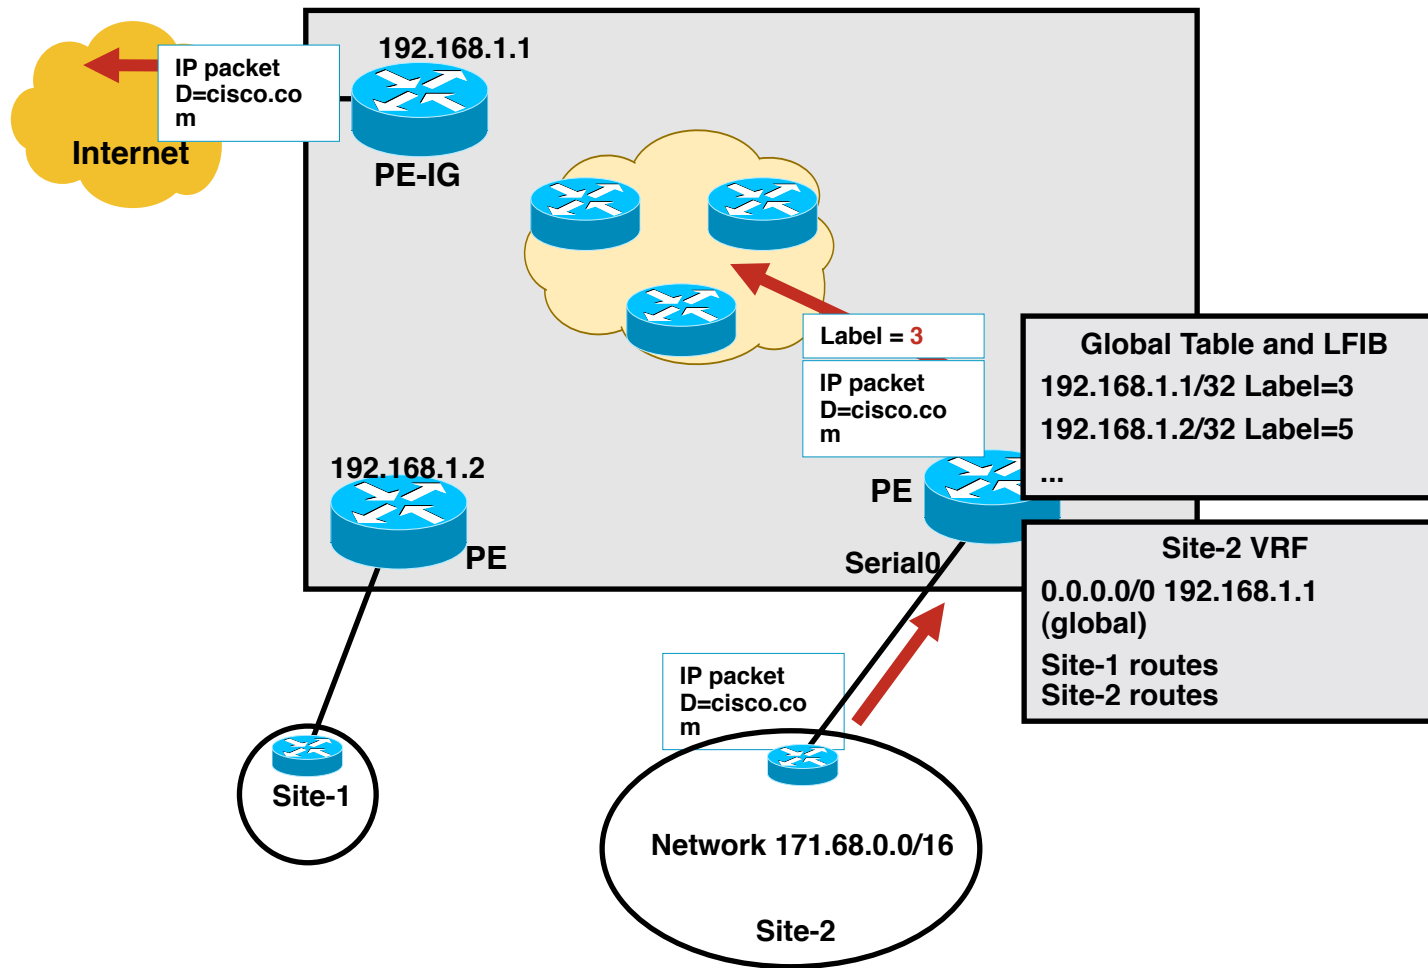 192.168.1.1
IP packet
D=cisco.co
m
Internet
PE-IG
Label = 3
IP packet
D=cisco.co
m
Global Table and LFIB
192.168.1.1/32 Label=3
192.168.1.2/32 Label=5
...
192.168.1.2
PE
PE
Serial0
Site-2 VRF
0.0.0.0/0 192.168.1.1
(global)
Site-1 routes
Site-2 routes
IP packet
D=cisco.co
m
Site-1
Network 171.68.0.0/16
Site-2